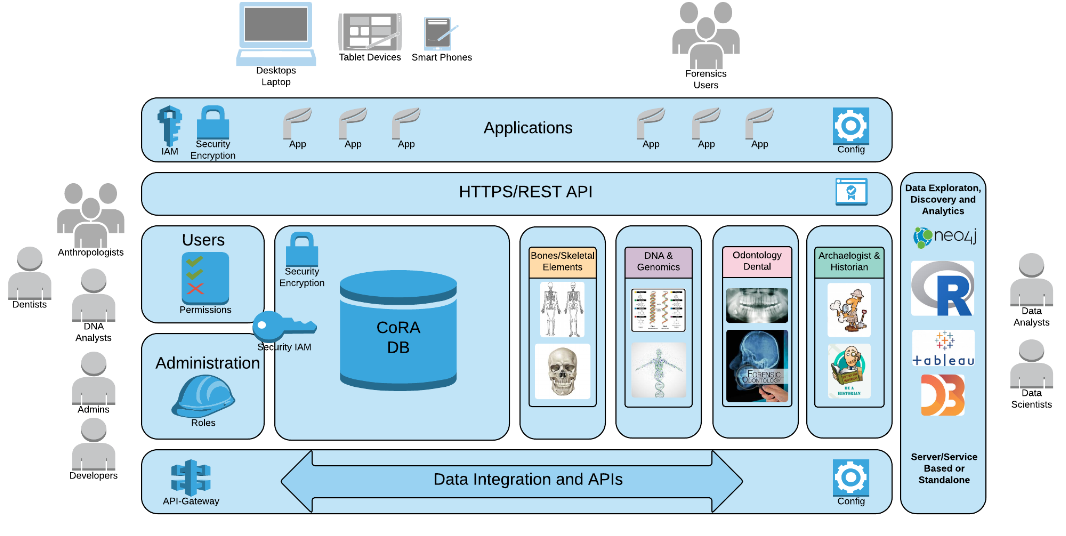 Desktops
Laptop
Tablet Devices
Smart Phones
Forensics
Users
IAM
Security
Encryption
App
App
App
Applications
App
App
App
Config
HTTPS/REST API
Data Exploraton,
Discovery and
Analytics
neo4j
R
+ableau
D3
Server/Service
Based or
Standalone
Anthropologists
Dentists
DNA
Analysts
Admins
Developers
Users
Permissions
Security IAM
Administration
Roles
Security
Encryption
CoRA
DB
Bones/Skeletal
Elements
DNA &
Genomics
Odontology
Dental
FORENSIC
ODONTOLOGY
Archaelogist &
Historian
Data
Analysts
Data
Scientists
API-Gateway
Data Integration and APIs
Config